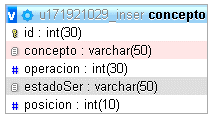 v u171921029_inser concepto
id : int(30)
concepto : varchar(50)
# operacion : int(30)
estadoSer : varchar(50)
# posicion : int(10)